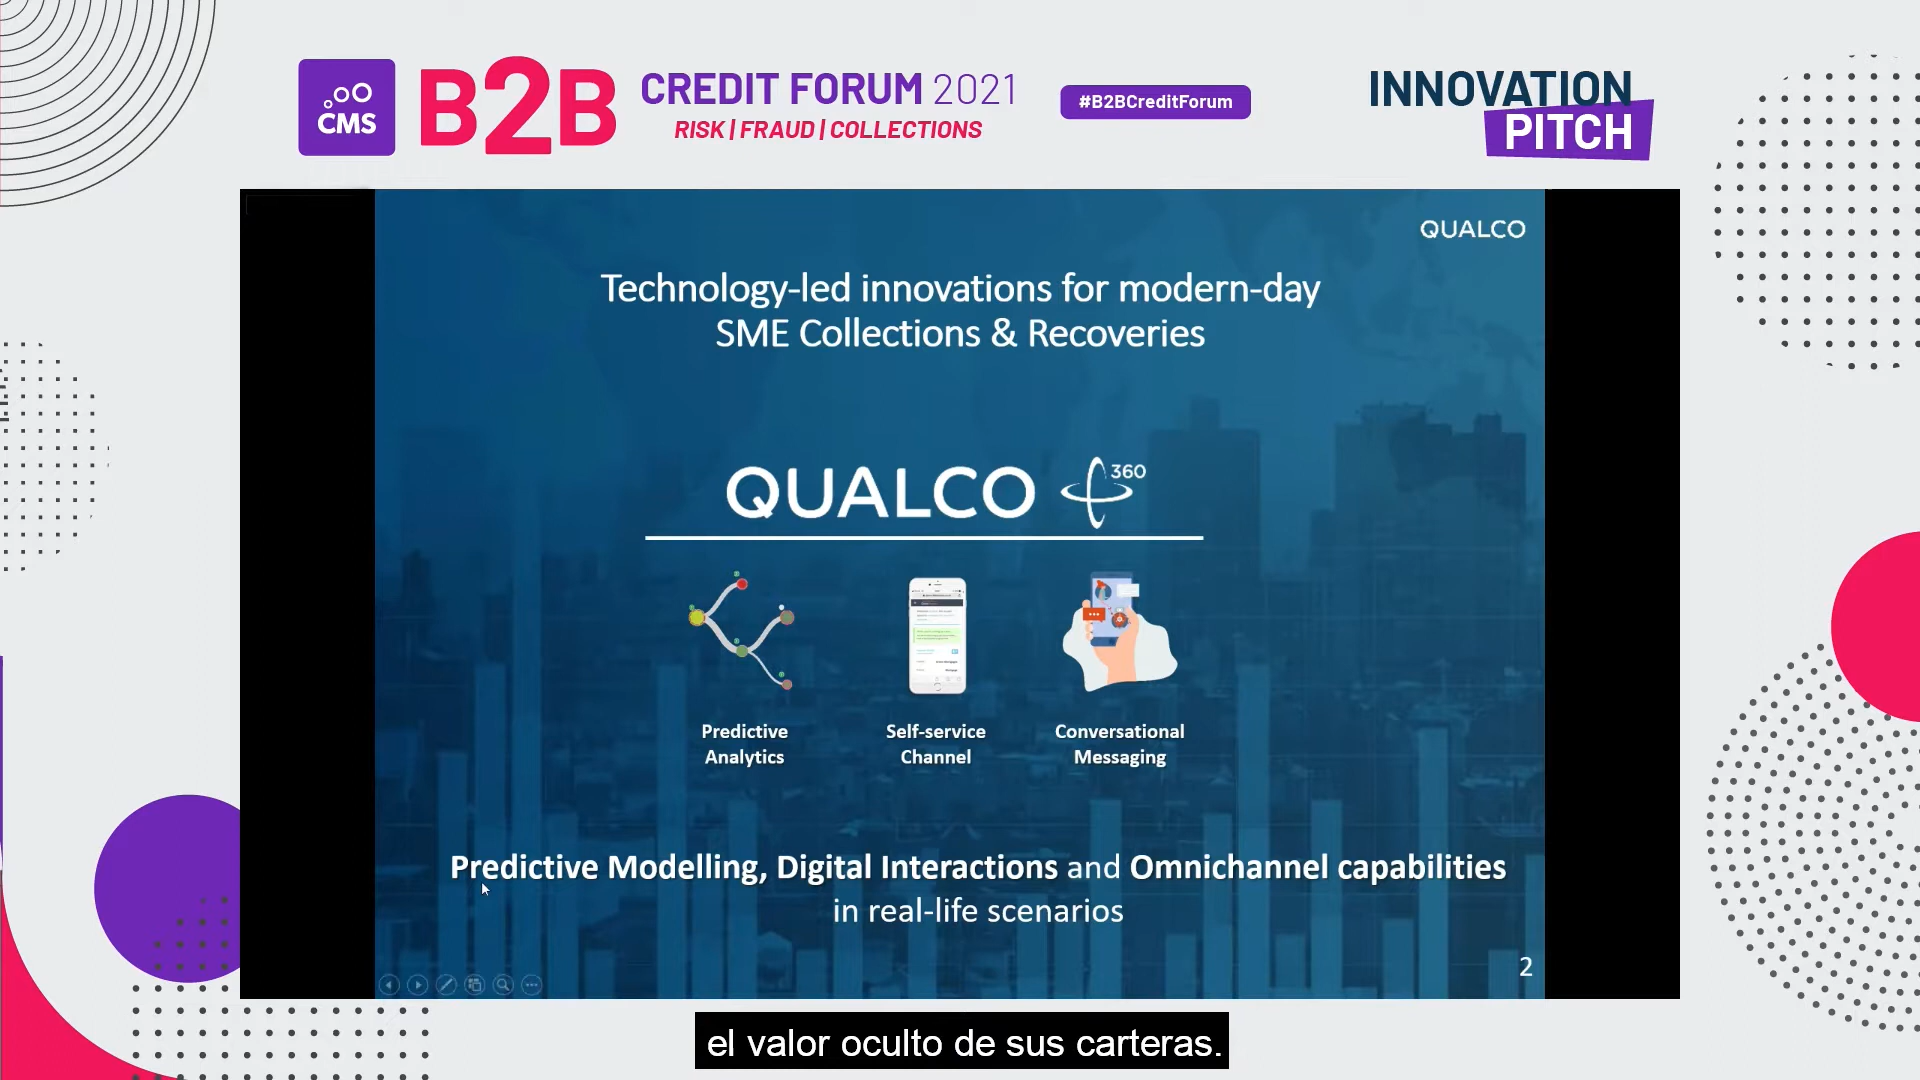 CMS
B2B
CREDIT FORUM 2021
RISK | FRAUD | COLLECTIONS
#B2BCreditForum
INNOVATION
PITCH
QUALCO
Technology-led innovations for modern-day
SME Collections & Recoveries
QUALCO 360
Predictive
Analytics
Self-service
Channel
Conversational
Messaging
Predictive Modelling, Digital Interactions and Omnichannel capabilities
in real-life scenarios
2
el valor oculto de sus carteras.